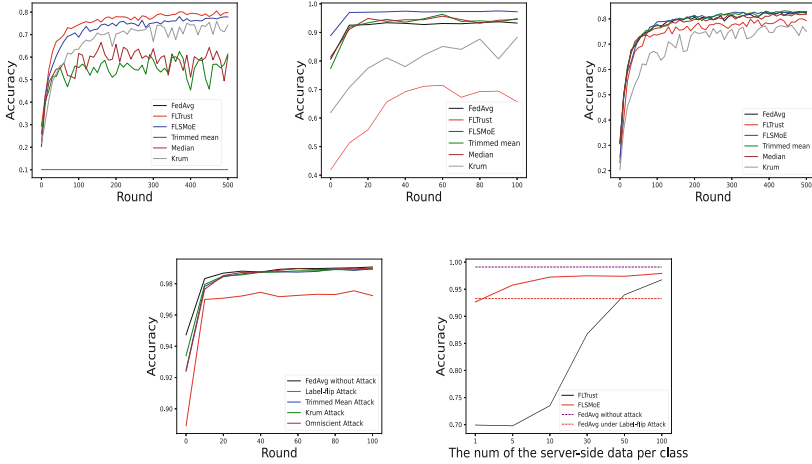 0.8
0.7
0.6
0.5
0.4
0.3
0.2
0.1
Accuracy
0 100 200 300 400 500
Round
FedAvg
FLTrust
FLSMoE
Trimmed mean
Median
Krum
1.0
0.9
0.8
0.7
0.6
0.5
0.4
Accuracy
0 20 40 60 80 100
Round
FedAvg
FLTrust
FLSMoE
Trimmed mean
Median
Krum
0.8
0.7
0.6
0.5
0.4
0.3
0.2
Accuracy
0 100 200 300 400 500
Round
FedAvg
FLTrust
FLSMoE
Trimmed mean
Median
Krum
0.98
0.96
0.94
0.92
0.90
Accuracy
0 20 40 60 80 100
Round
FedAvg without Attack
Label-flip Attack
Trimmed Mean Attack
Krum Attack
Omniscient Attack
1.00
0.95
0.90
0.85
0.80
0.75
0.70
Accuracy
1 5 10 30 50 100
The num of the server-side data per class
FLTrust
FLSMoE
FedAvg without attack
FedAvg under Label-flip Attack